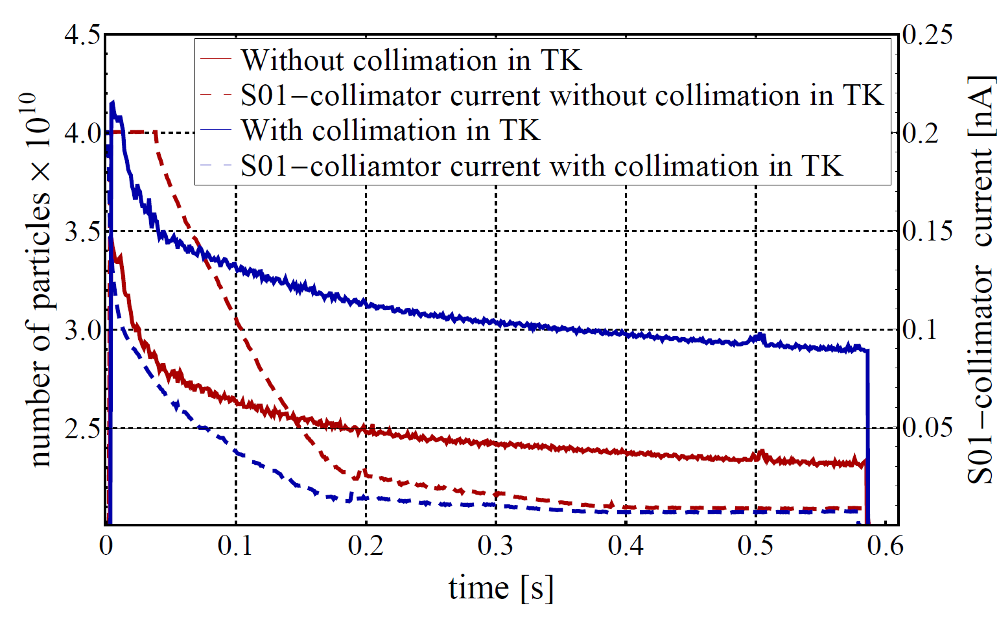 4.5
4.0
3.5
3.0
2.5
number of particles × 10^10
Without collimation in TK
S01−collimator current without collimation in TK
With collimation in TK
S01−colliamtor current with collimation in TK
0.25
0.2
0.15
0.1
0.05
S01−collimator current [nA]
0 0.1 0.2 0.3 0.4 0.5 0.6
time [s]